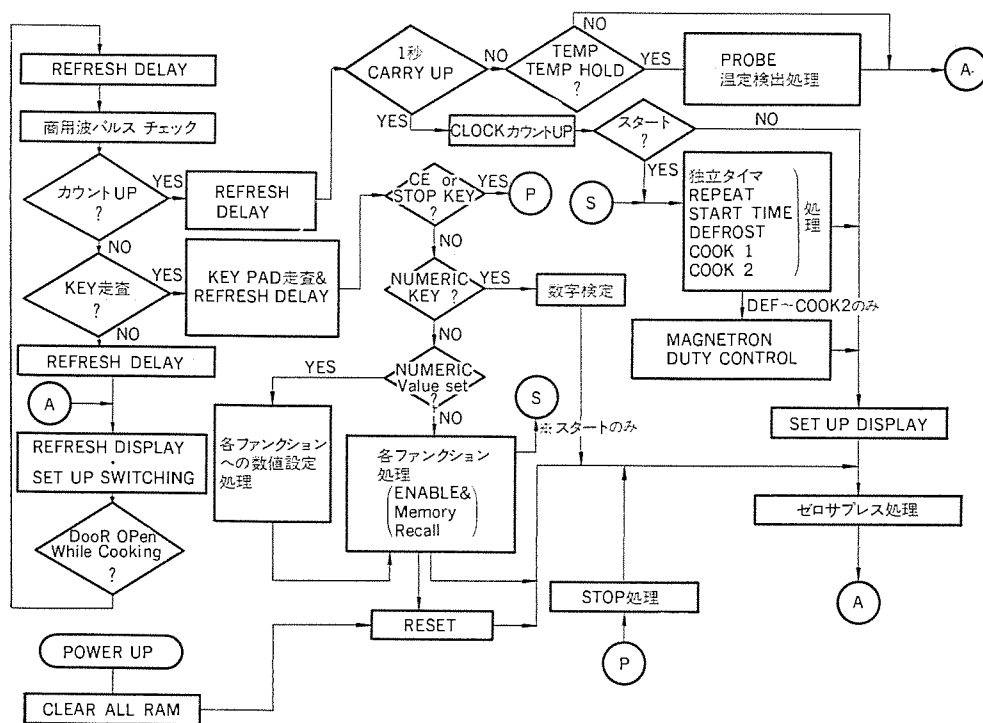 REFRESH DELAY
商用波パルス チェック
カウントUP
?
YES
NO
REFRESH
DELAY
KEY走査
?
YES
NO
KEY PAD走査&
REFRESH DELAY
REFRESH DELAY
A
REFRESH DISPLAY
・
SET UP SWITCHING
DooR OPen
While Cooking
?
POWER UP
CLEAR ALL RAM
1秒
CARRY UP
NO
YES
TEMP
TEMP HOLD
?
NO
YES
PROBE
温定検出処理
A
CLOCKカウントUP
スタート
?
NO
YES
S
独立タイマ
REPEAT
START TIME
DEFROST
COOK 1
COOK 2
処理
DEF～COOK2のみ
MAGNETRON
DUTY CONTROL
CE or
STOP KEY
?
YES
P
NO
NUMERIC
KEY ?
YES
数字検定
NO
NUMERIC
Value set
?
YES
NO
各ファンクション
への数値設定
処理
各ファンクション
処理
ENABLE&
Memory
Recall
S
※スタートのみ
RESET
STOP処理
P
SET UP DISPLAY
ゼロサプレス処理
A